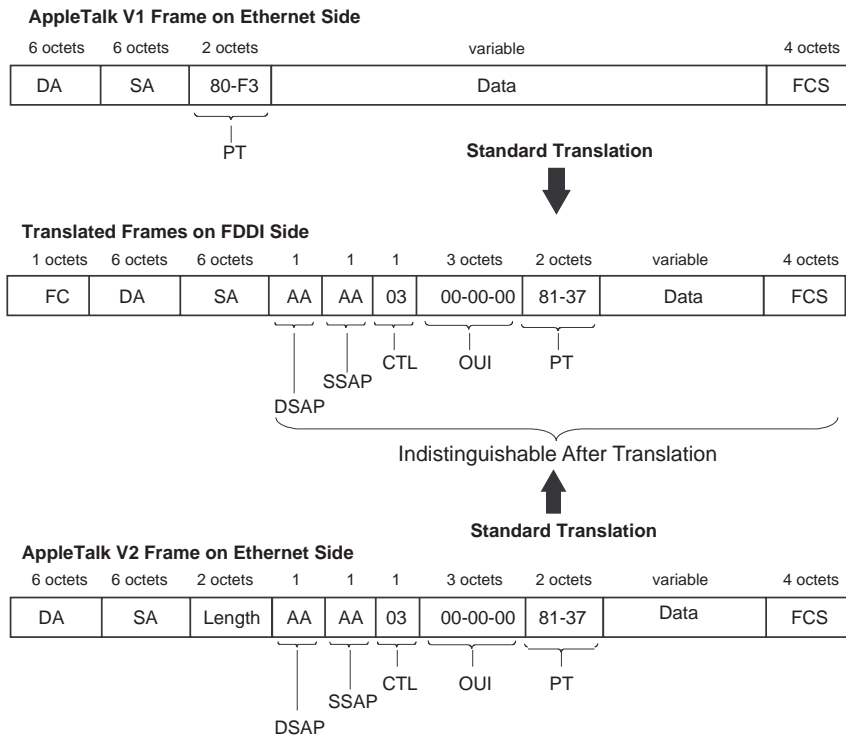 AppleTalk V1 Frame on Ethernet Side
6 octets 6 octets 2 octets variable 4 octets
DA SA 80-F3 Data FCS
PT
Standard Translation
Translated Frames on FDDI Side
1 octets 6 octets 6 octets 1 1 1 3 octets 2 octets variable 4 octets
FC DA SA AA AA 03 00-00-00 81-37 Data FCS
CTL OUI PT
SSAP
DSAP
Indistinguishable After Translation
Standard Translation
AppleTalk V2 Frame on Ethernet Side
6 octets 6 octets 2 octets 1 1 1 3 octets 2 octets variable 4 octets
DA SA Length AA AA 03 00-00-00 81-37 Data FCS
CTL OUI PT
SSAP
DSAP